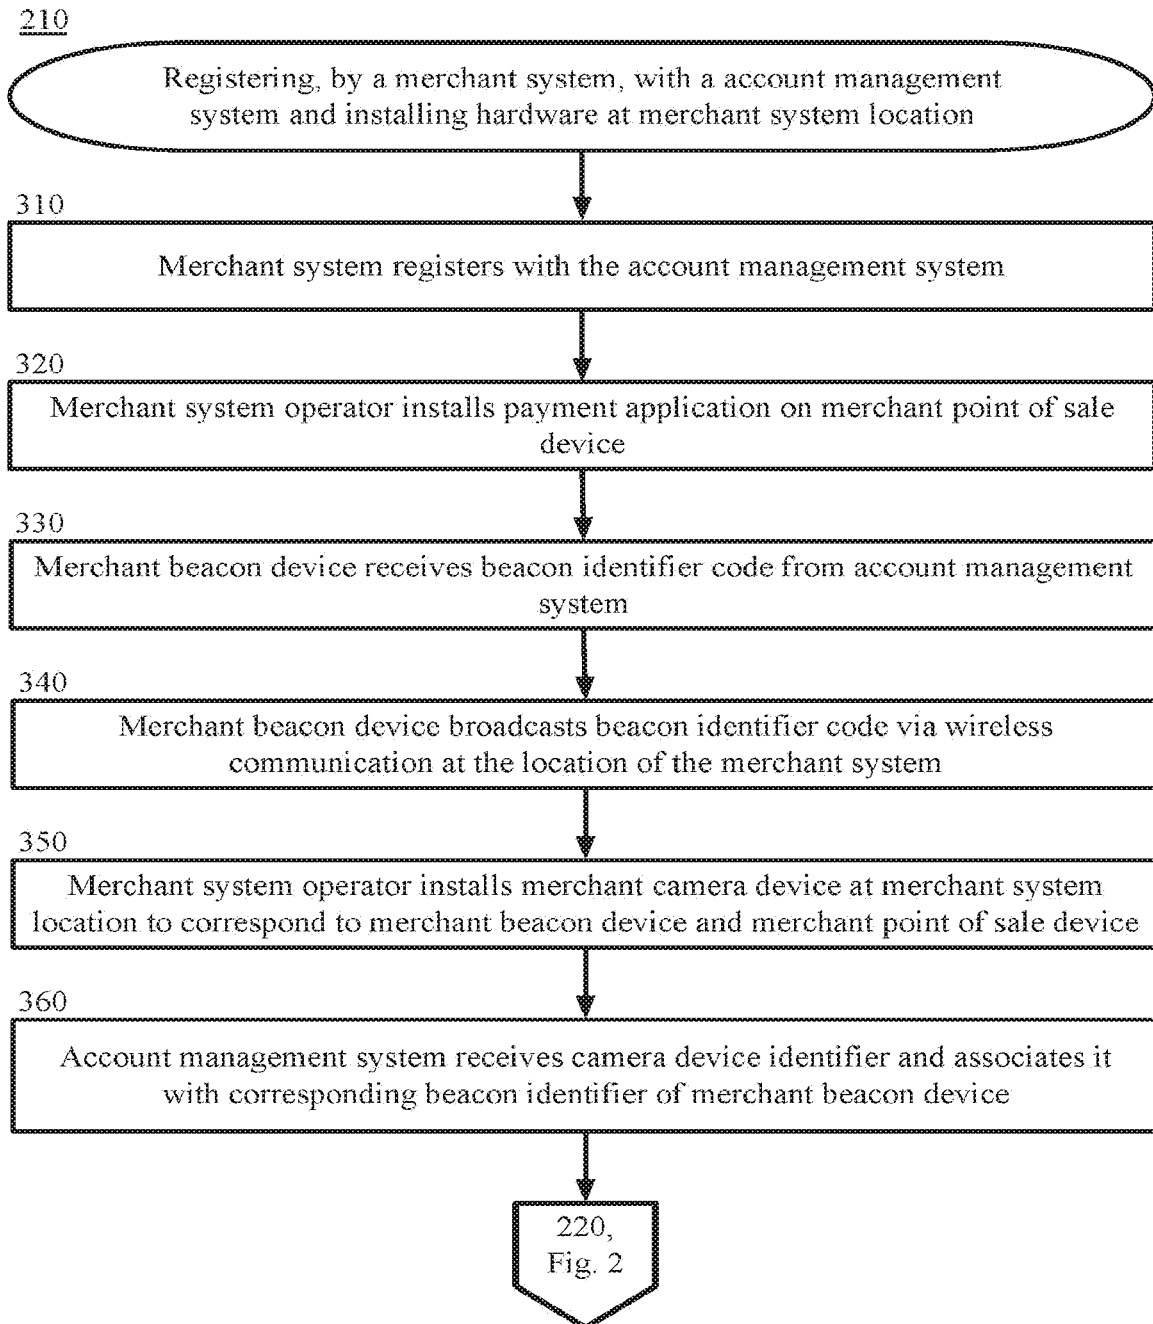 210
Registering, by a merchant system, with a account management
system and installing hardware at merchant system location
310
Merchant system registers with the account management system
320
Merchant system operator installs payment application on merchant point of sale
device
330
Merchant beacon device receives beacon identifier code from account management
system
340
Merchant beacon device broadcasts beacon identifier code via wireless
communication at the location of the merchant system
350
Merchant system operator installs merchant camera device at merchant system
location to correspond to merchant beacon device and merchant point of sale device
360
Account management system receives camera device identifier and associates it
with corresponding beacon identifier of merchant beacon device
220,
Fig. 2